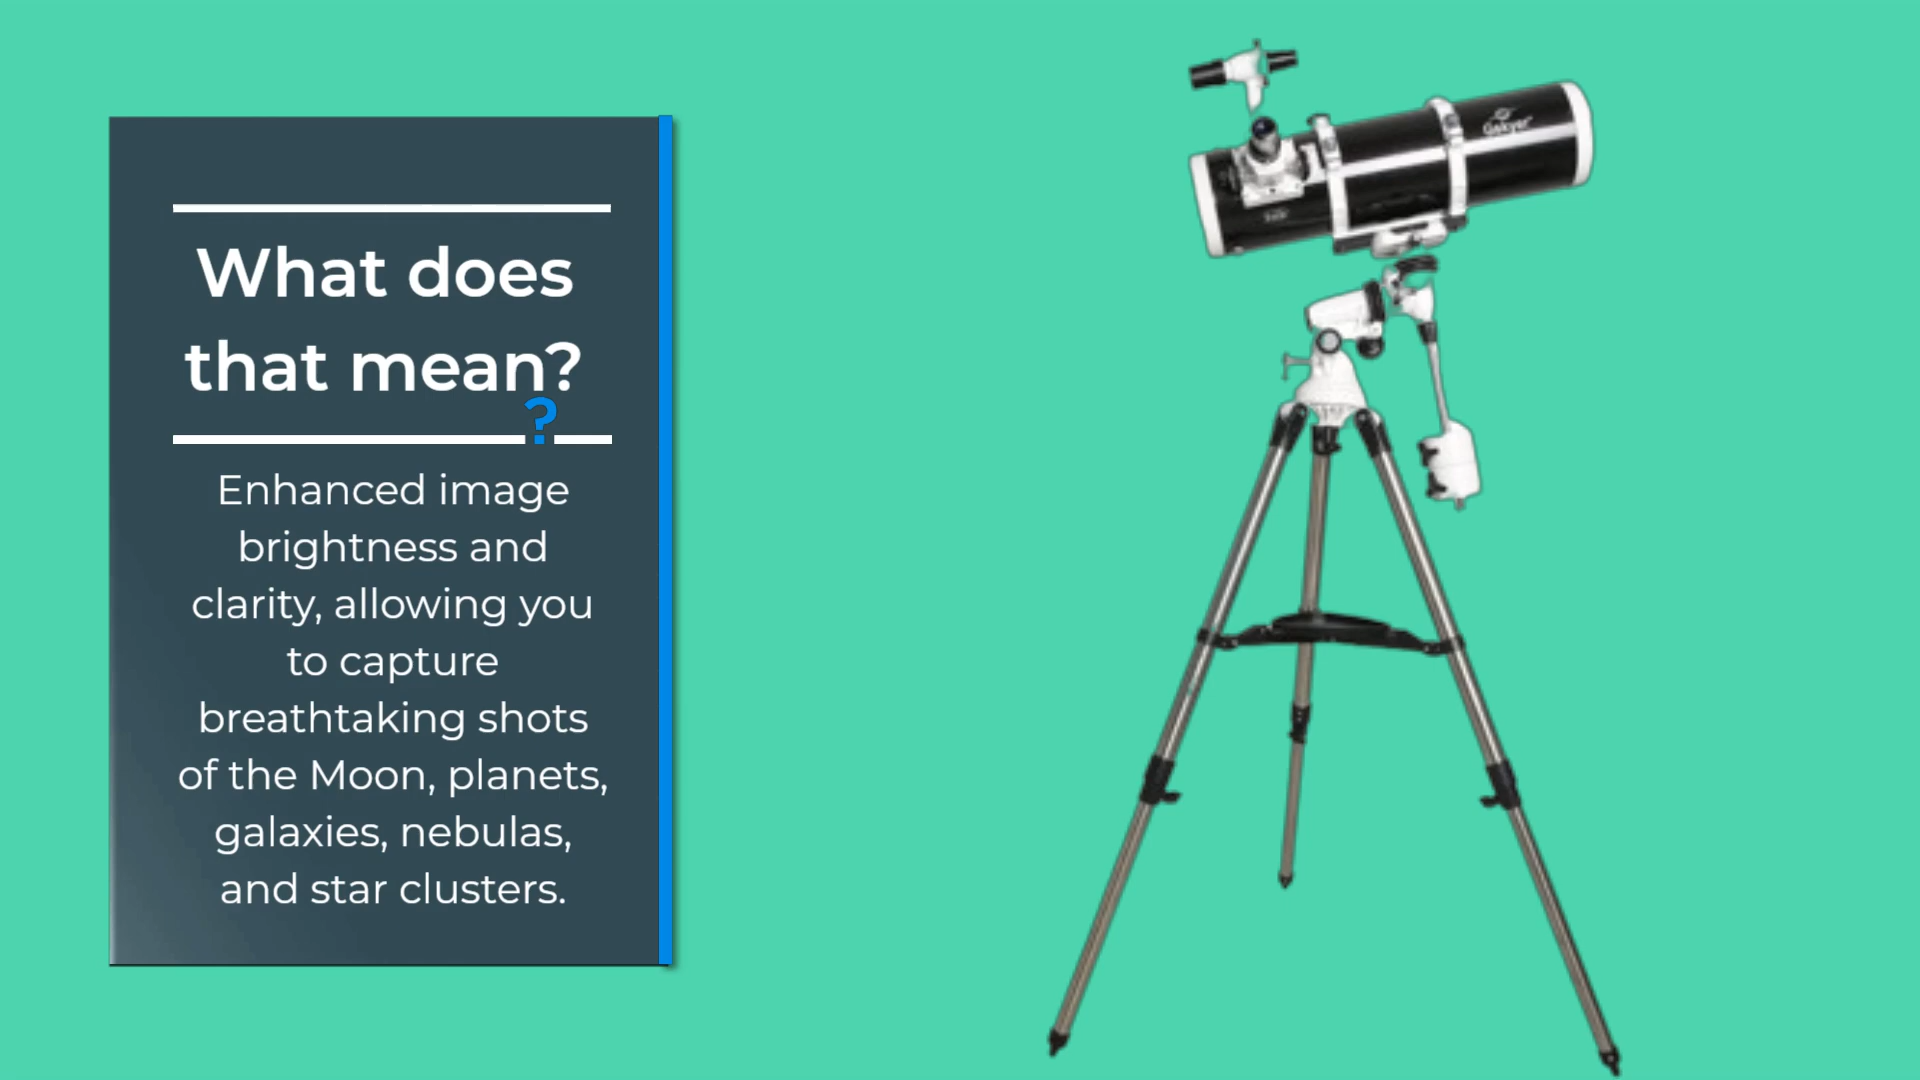 What does
that mean?
?
Enhanced image
brightness and
clarity, allowing you
to capture
breathtaking shots
of the Moon, planets,
galaxies, nebulas,
and star clusters.
Gskyer